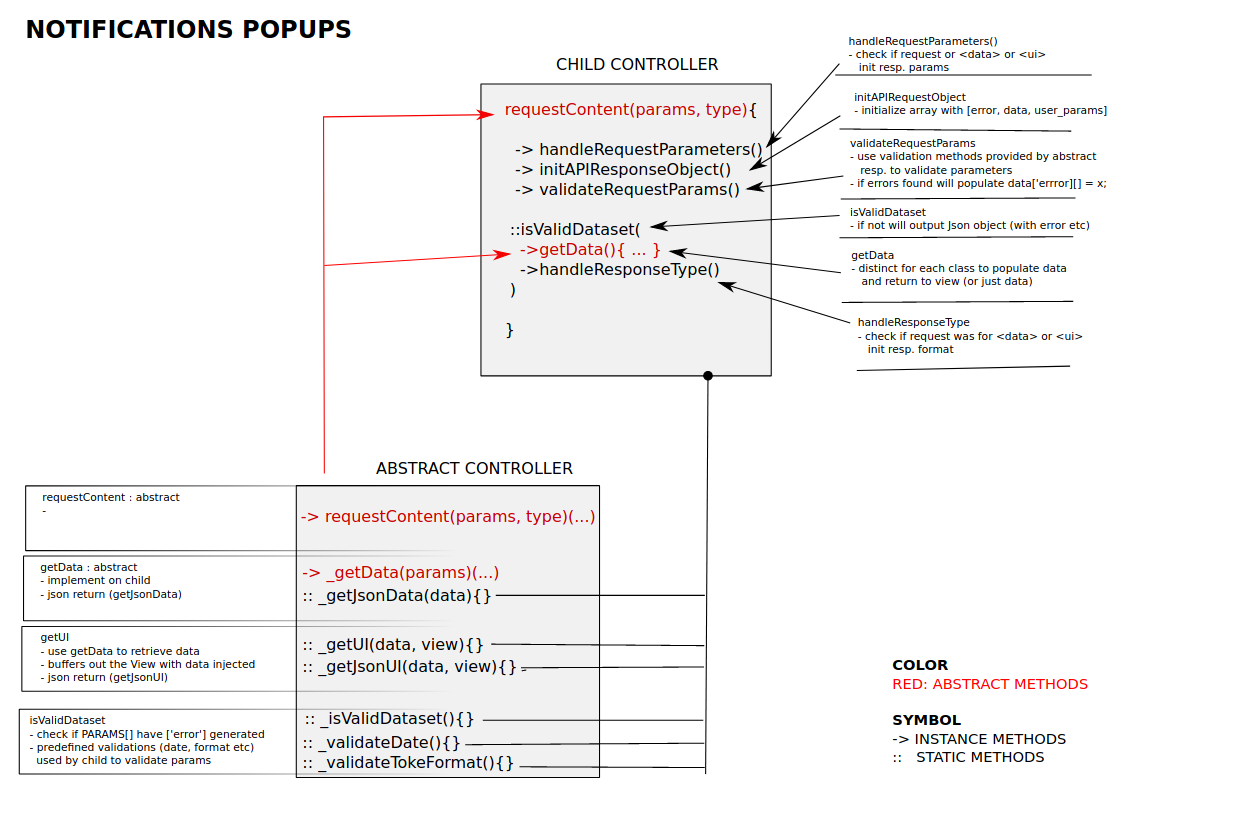 NOTIFICATIONS POPUPS
CHILD CONTROLLER
requestContent(params, type){
-> handleRequestParameters()
-> initAPIResponseObject()
-> validateRequestParams()
::isValidDataset(
->getData(){ ... }
->handleResponseType()
)
}
handleRequestParameters()
- check if request or <data> or <ui>
init resp. params
initAPIRequestObject
- initialize array with [error, data, user_params]
validateRequestParams
- use validation methods provided by abstract
resp. to validate parameters
- if errors found will populate data['errror'][] = x;
isValidDataset
- if not will output Json object (with error etc)
getData
- distinct for each class to populate data
and return to view (or just data)
handleResponseType
- check if request was for <data> or <ui>
init resp. format
ABSTRACT CONTROLLER
requestContent : abstract
-
-> requestContent(params, type)(...)
getData : abstract
- implement on child
- json return (getJsonData)
-> _getData(params)(...)
:: _getJsonData(data){}
getUI
- use getData to retrieve data
- buffers out the View with data injected
- json return (getJsonUI)
:: _getUI(data, view){}
:: _getJsonUI(data, view){}
isValidDataset
- check if PARAMS[] have ['error'] generated
- predefined validations (date, format etc)
used by child to validate params
:: _isValidDataset(){}
:: _validateDate(){}
:: _validateTokeFormat(){}
COLOR
RED: ABSTRACT METHODS
SYMBOL
-> INSTANCE METHODS
:: STATIC METHODS